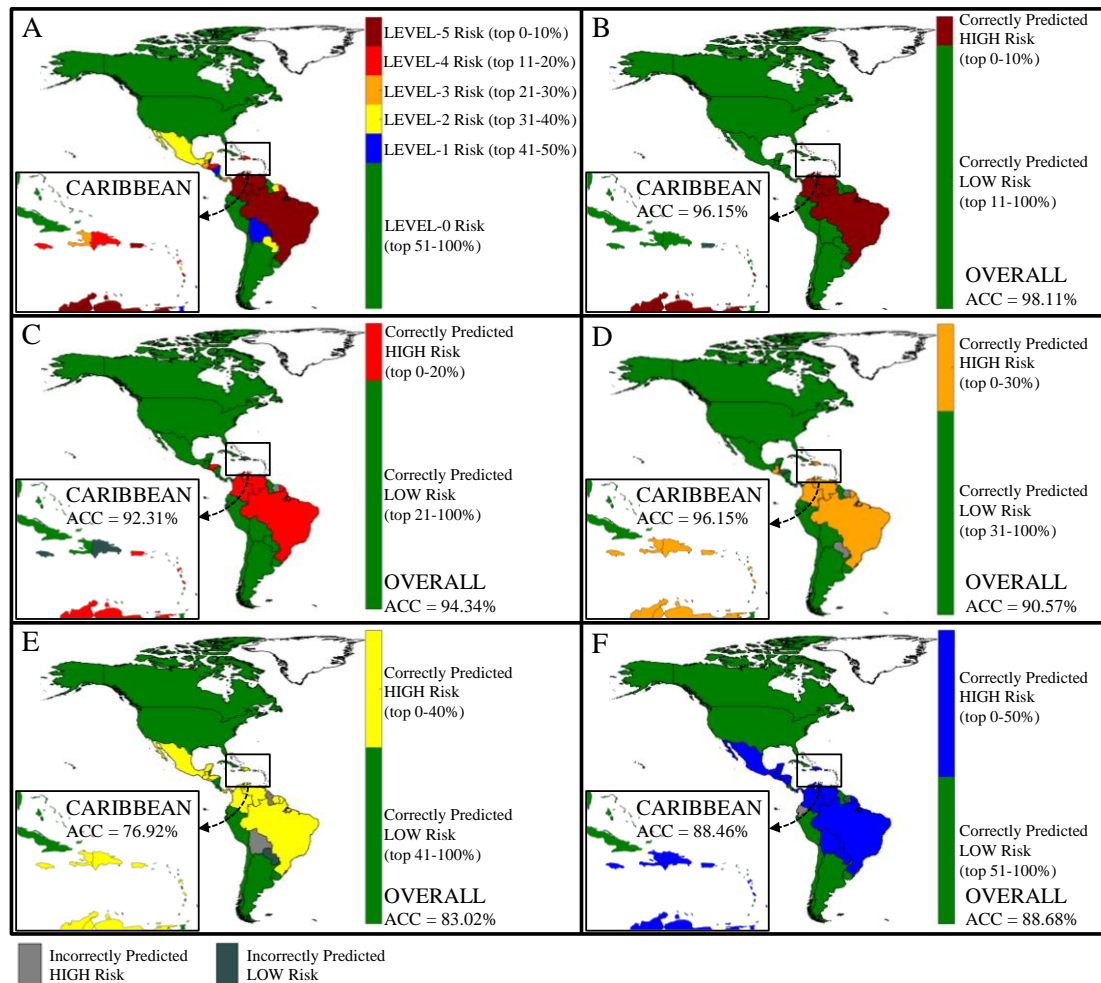 A
LEVEL-5 Risk (top 0-10%)
LEVEL-4 Risk (top 11-20%)
LEVEL-3 Risk (top 21-30%)
LEVEL-2 Risk (top 31-40%)
LEVEL-1 Risk (top 41-50%)
LEVEL-0 Risk
(top 51-100%)
CARIBBEAN
B
Correctly Predicted
HIGH Risk
(top 0-10%)
Correctly Predicted
LOW Risk
(top 11-100%)
CARIBBEAN
ACC = 96.15%
OVERALL
ACC = 98.11%
C
Correctly Predicted
HIGH Risk
(top 0-20%)
Correctly Predicted
LOW Risk
(top 21-100%)
CARIBBEAN
ACC = 92.31%
OVERALL
ACC = 94.34%
D
Correctly Predicted
HIGH Risk
(top 0-30%)
Correctly Predicted
LOW Risk
(top 31-100%)
CARIBBEAN
ACC = 96.15%
OVERALL
ACC = 90.57%
E
Correctly Predicted
HIGH Risk
(top 0-40%)
Correctly Predicted
LOW Risk
(top 41-100%)
CARIBBEAN
ACC = 76.92%
OVERALL
ACC = 83.02%
F
Correctly Predicted
HIGH Risk
(top 0-50%)
Correctly Predicted
LOW Risk
(top 51-100%)
CARIBBEAN
ACC = 88.46%
OVERALL
ACC = 88.68%
Incorrectly Predicted
HIGH Risk
Incorrectly Predicted
LOW Risk